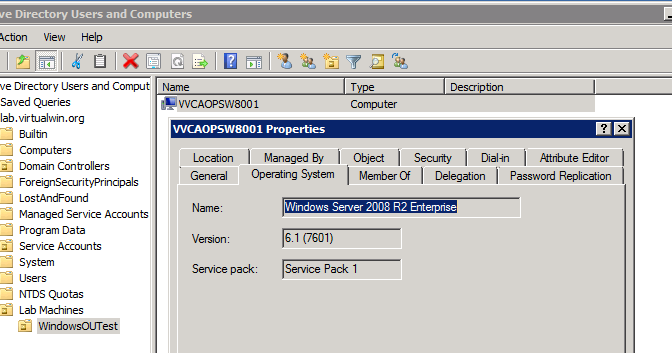 ve Directory Users and Computers
Action View Help
ve Directory Users and Comput
Saved Queries
lab.virtualwin.org
Builtin
Computers
Domain Controllers
ForeignSecurityPrincipals
LostAndFound
Managed Service Accounts
Program Data
Service Accounts
System
Users
NTDS Quotas
Lab Machines
WindowsOUTest
Name Type Description
VVCAOPSW8001 Computer
VVCAOPSW8001 Properties
Location Managed By Object Security Dial-in Attribute Editor
General Operating System Member Of Delegation Password Replication
Name: Windows Server 2008 R2 Enterprise
Version: 6.1 (7601)
Service pack: Service Pack 1